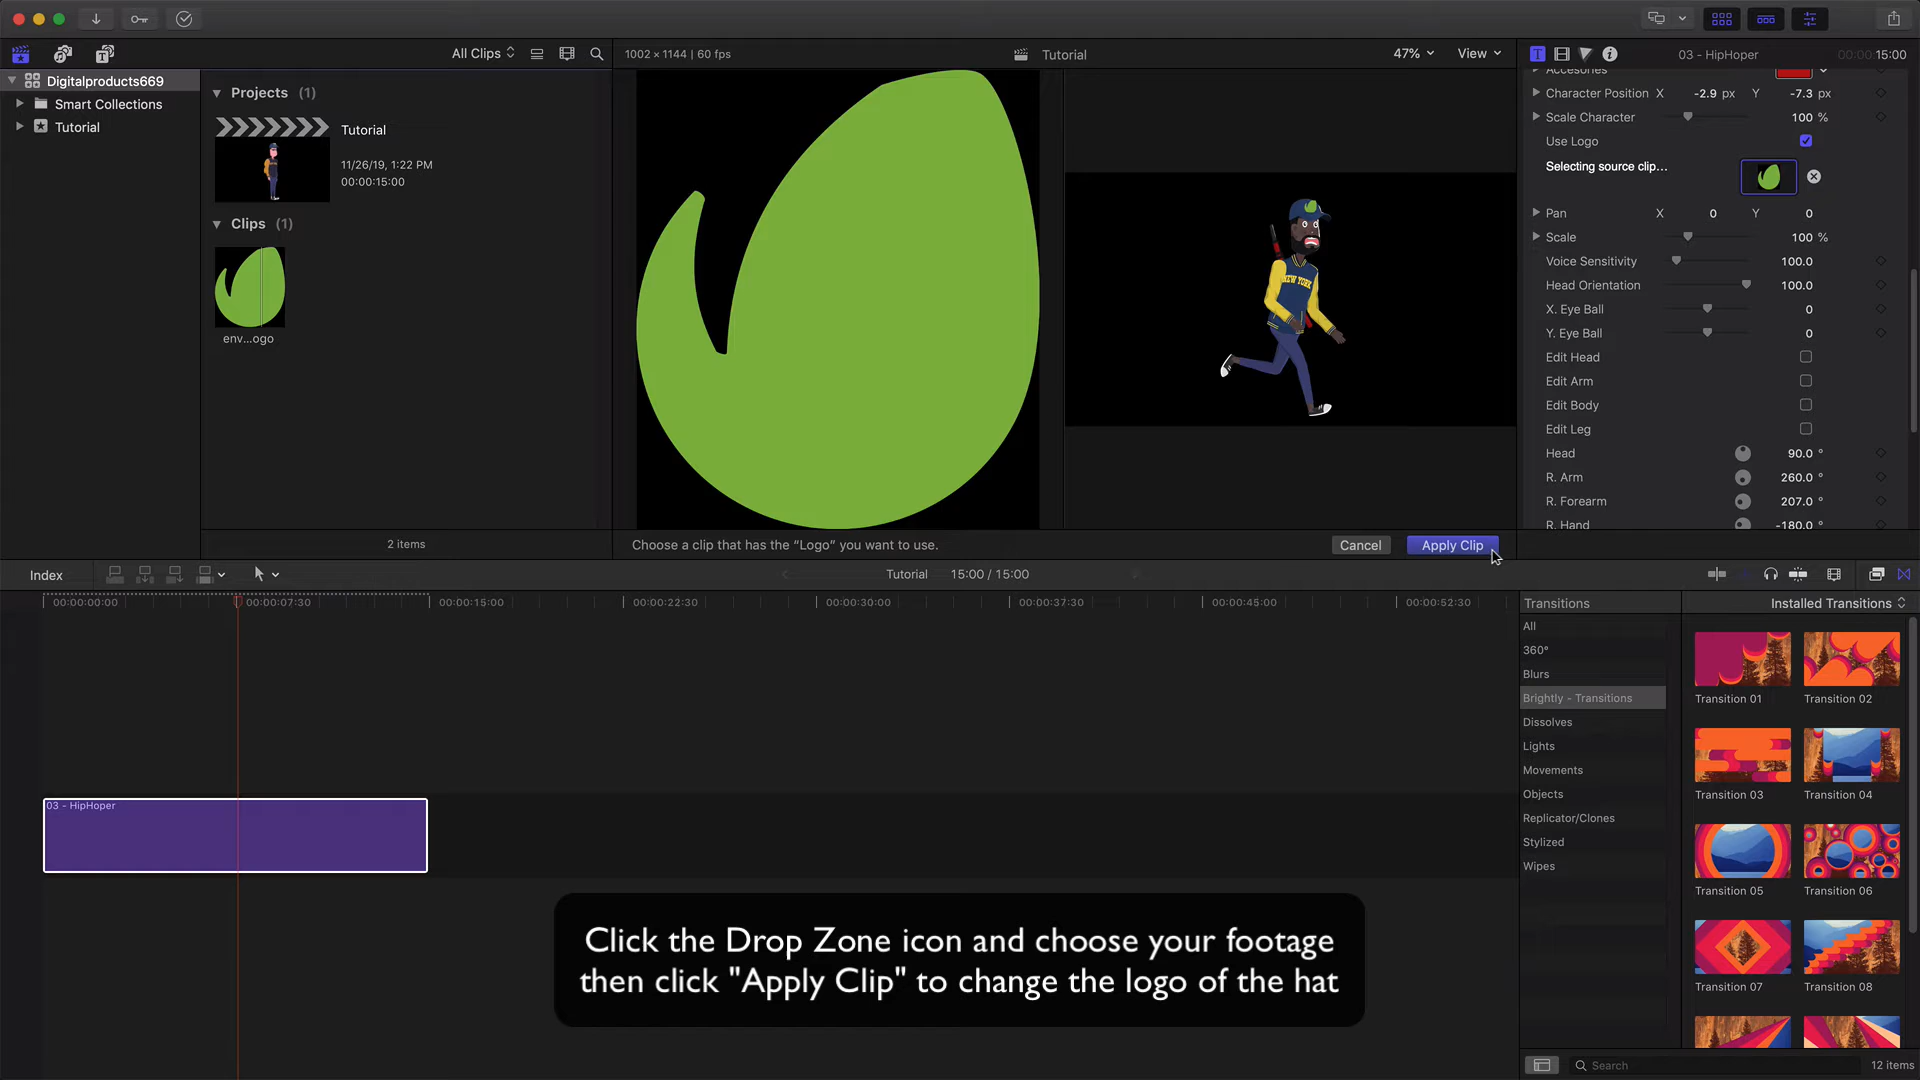 All Clips
1002 × 1144 | 60 fps
Tutorial
47%
View
03 - HipHoper
00:00:15:00
Digitalproducts669
Smart Collections
Tutorial
Projects (1)
Tutorial
11/26/19, 1:22 PM
00:00:15:00
Clips (1)
env...ogo
2 items
NEW YORK
Choose a clip that has the “Logo” you want to use.
Cancel
Apply Clip
Accesories
Character Position X -2.9 px Y -7.3 px
Scale Character 100 %
Use Logo
Selecting source clip...
Pan X 0 Y 0
Scale 100 %
Voice Sensitivity 100.0
Head Orientation 100.0
X. Eye Ball 0
Y. Eye Ball 0
Edit Head
Edit Arm
Edit Body
Edit Leg
Head 90.0 °
R. Arm 260.0 °
R. Forearm 207.0 °
R. Hand -180.0 °
Index
Tutorial 15:00 / 15:00
00:00:00:00 00:00:07:30 00:00:15:00 00:00:22:30 00:00:30:00 00:00:37:30 00:00:45:00 00:00:52:30
03 - HipHoper
Transitions
All
360°
Blurs
Brightly - Transitions
Dissolves
Lights
Movements
Objects
Replicator/Clones
Stylized
Wipes
Installed Transitions
Transition 01 Transition 02
Transition 03 Transition 04
Transition 05 Transition 06
Transition 07 Transition 08
Search
12 items
Click the Drop Zone icon and choose your footage
then click "Apply Clip" to change the logo of the hat